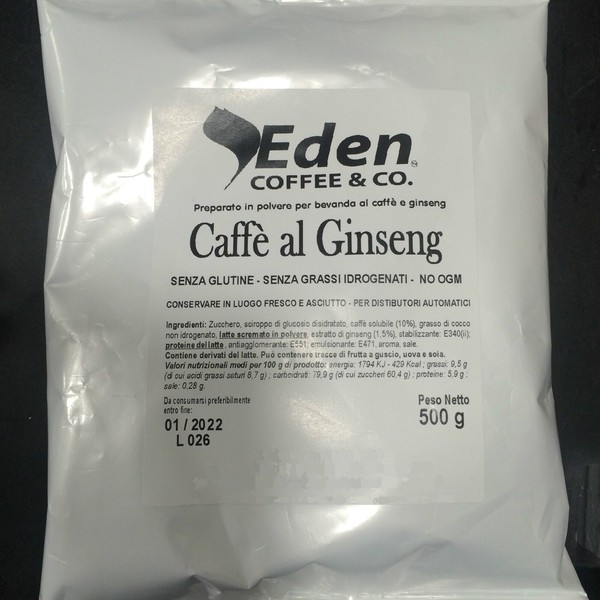 Eden®
COFFEE & CO.
Preparato in polvere per bevanda al caffè e ginseng
Caffè al Ginseng
SENZA GLUTINE - SENZA GRASSI IDROGENATI - NO OGM
CONSERVARE IN LUOGO FRESCO E ASCIUTTO - PER DISTRIBUTORI AUTOMATICI
Ingredienti: Zucchero, sciroppo di glucosio disidratato, caffè solubile (10%), grasso di cocco
non idrogenato, latte scremato in polvere, estratto di ginseng (1,5%), stabilizzante: E340(ii);
proteine del latte, antiagglomerante: E551, emulsionante: E471, aroma, sale.
Contiene derivati del latte. Può contenere tracce di frutta a guscio, uova e soia.
Valori nutrizionali medi per 100 g di prodotto: energia: 1794 KJ - 429 Kcal; grassi: 9,5 g
(di cui acidi grassi saturi 8,7 g); carboidrati: 79,9 g (di cui zuccheri 60,4 g); proteine: 5,9 g;
sale: 0,28 g.
Da consumarsi preferibilmente
entro fine:
01 / 2022
L 026
Peso Netto
500 g